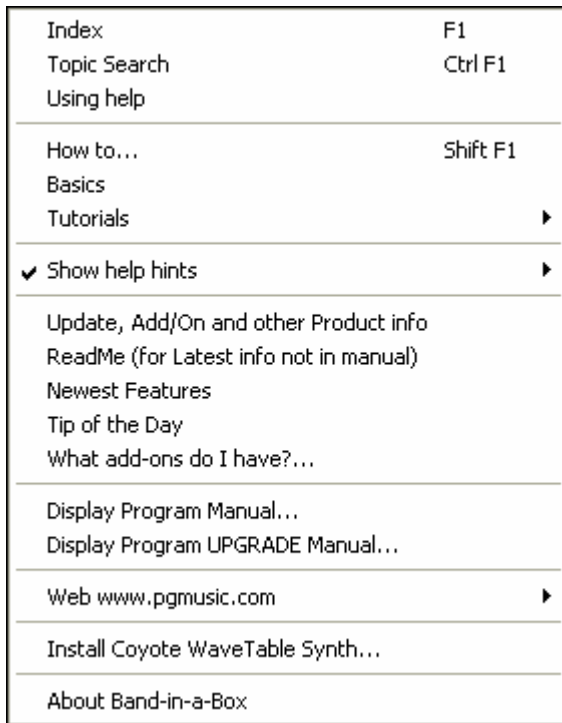 Index F1
Topic Search Ctrl F1
Using help
How to... Shift F1
Basics
Tutorials
Show help hints
Update, Add/On and other Product info
ReadMe (for Latest info not in manual)
Newest Features
Tip of the Day
What add-ons do I have?...
Display Program Manual...
Display Program UPGRADE Manual...
Web www.pgmusic.com
Install Coyote WaveTable Synth...
About Band-in-a-Box